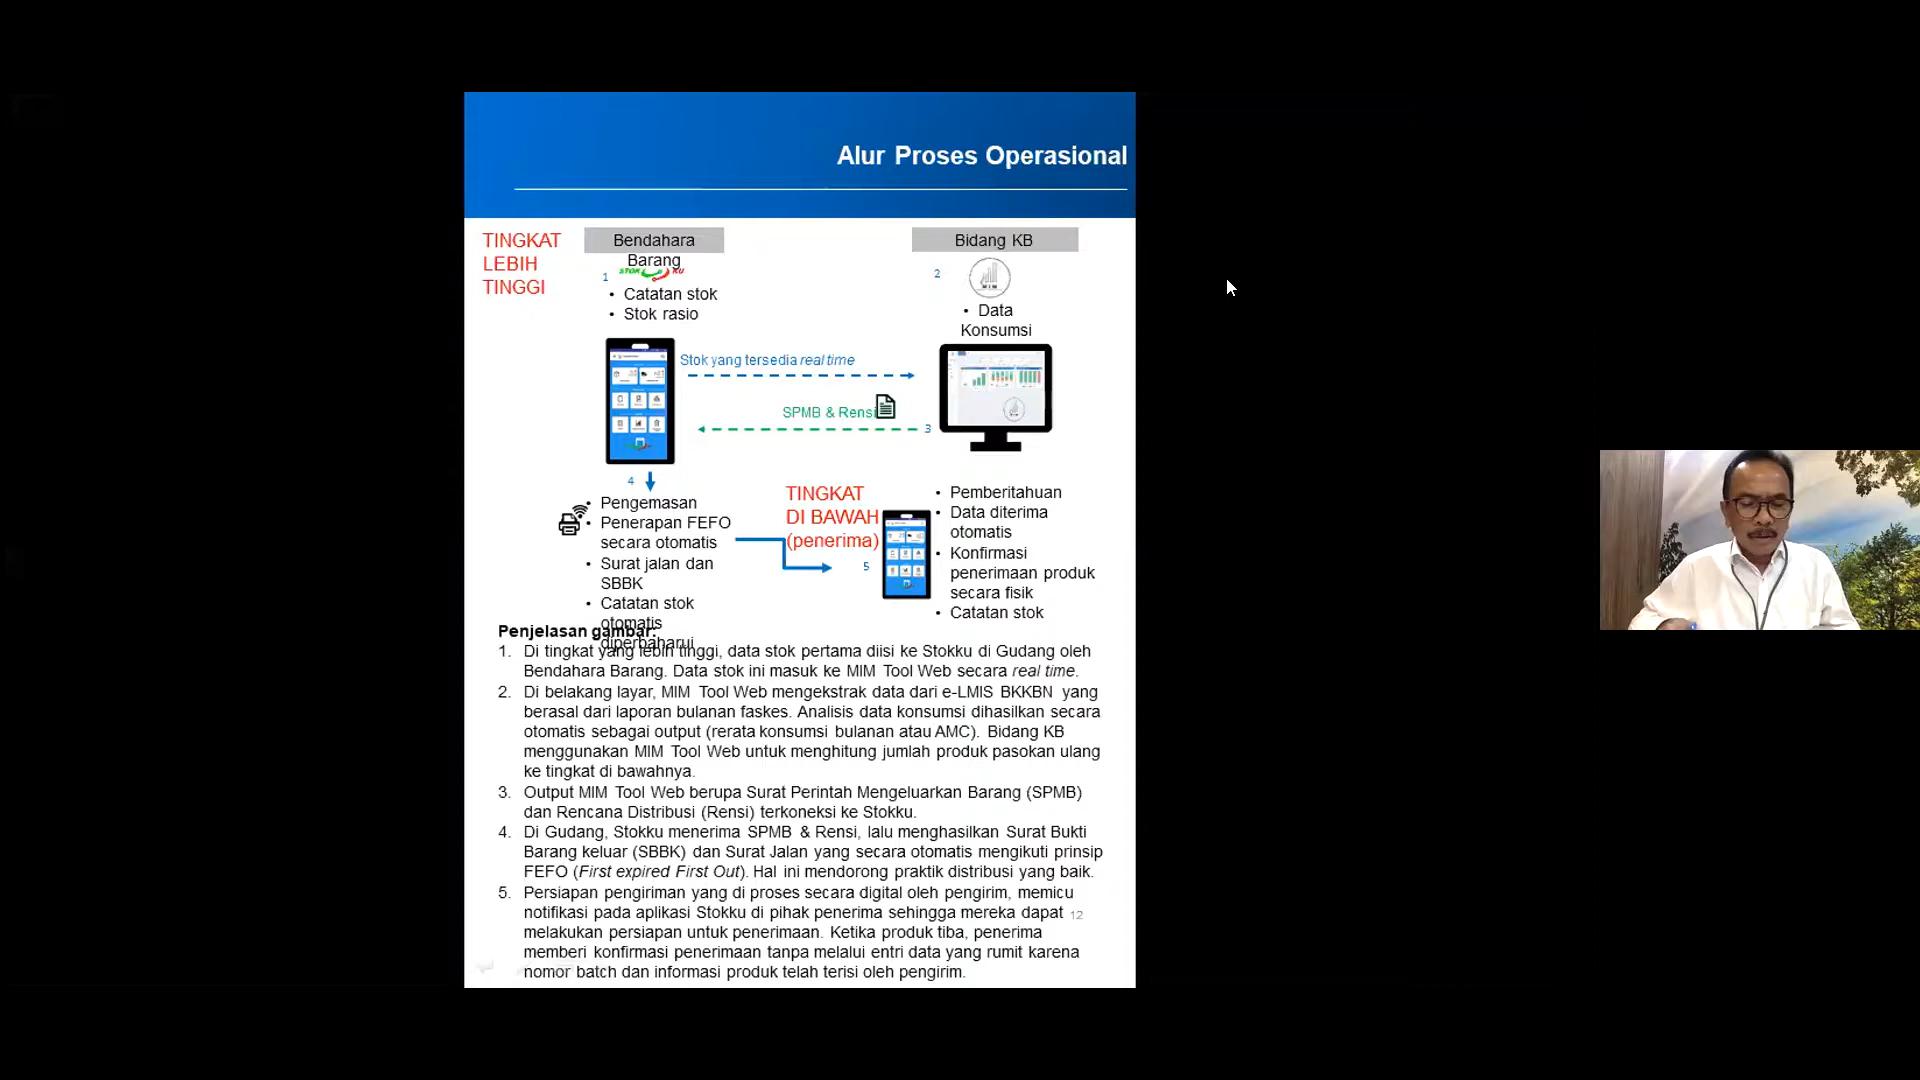 Alur Proses Operasional
TINGKAT
LEBIH
TINGGI
Bendahara
Barang
1
STOK KU
• Catatan stok
• Stok rasio
Bidang KB
2
• Data
Konsumsi
Stok yang tersedia real time
SPMB & Rensi
3
4
• Pengemasan
• Penerapan FEFO
secara otomatis
• Surat jalan dan
SBBK
• Catatan stok
otomatis
diperbaharui
TINGKAT
DI BAWAH
(penerima)
5
• Pemberitahuan
• Data diterima
otomatis
• Konfirmasi
penerimaan produk
secara fisik
• Catatan stok
Penjelasan gambar:
1. Di tingkat yang lebih tinggi, data stok pertama diisi ke Stokku di Gudang oleh
Bendahara Barang. Data stok ini masuk ke MIM Tool Web secara real time.
2. Di belakang layar, MIM Tool Web mengekstrak data dari e-LMIS BKKBN yang
berasal dari laporan bulanan faskes. Analisis data konsumsi dihasilkan secara
otomatis sebagai output (rerata konsumsi bulanan atau AMC). Bidang KB
menggunakan MIM Tool Web untuk menghitung jumlah produk pasokan ulang
ke tingkat di bawahnya.
3. Output MIM Tool Web berupa Surat Perintah Mengeluarkan Barang (SPMB)
dan Rencana Distribusi (Rensi) terkoneksi ke Stokku.
4. Di Gudang, Stokku menerima SPMB & Rensi, lalu menghasilkan Surat Bukti
Barang keluar (SBBK) dan Surat Jalan yang secara otomatis mengikuti prinsip
FEFO (First expired First Out). Hal ini mendorong praktik distribusi yang baik.
5. Persiapan pengiriman yang di proses secara digital oleh pengirim, memicu
notifikasi pada aplikasi Stokku di pihak penerima sehingga mereka dapat
melakukan persiapan untuk penerimaan. Ketika produk tiba, penerima
memberi konfirmasi penerimaan tanpa melalui entri data yang rumit karena
nomor batch dan informasi produk telah terisi oleh pengirim.
12